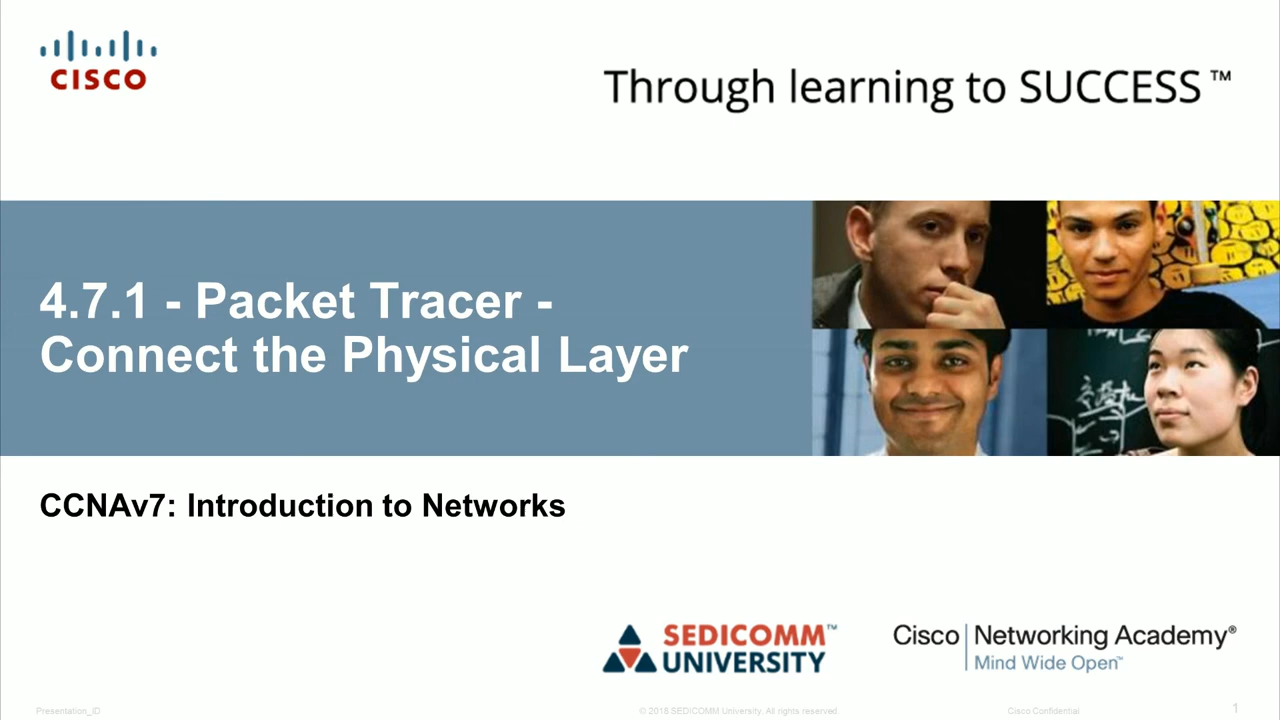 CISCO
Through learning to SUCCESS™
4.7.1 - Packet Tracer -
Connect the Physical Layer
CCNAv7: Introduction to Networks
SEDICOMM™
UNIVERSITY
Cisco Networking Academy®
Mind Wide Open™
Presentation_ID
© 2018 SEDICOMM University. All rights reserved
Cisco Confidential
1